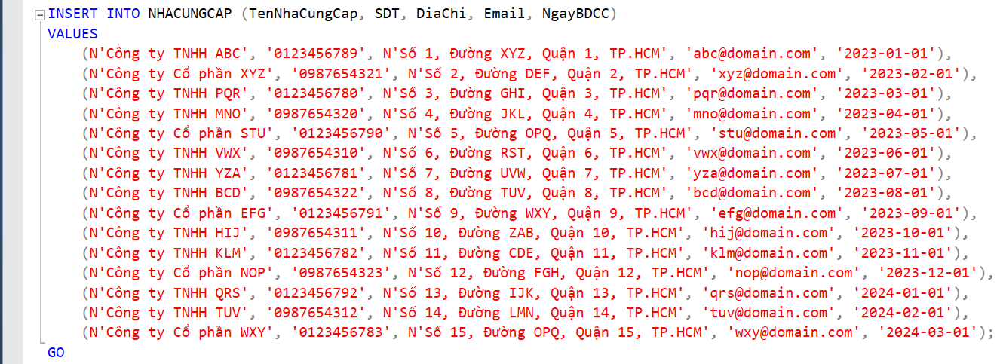 INSERT INTO NHACUNGCAP (TenNhaCungCap, SDT, DiaChi, Email, NgayBDCC)
VALUES
(N'Công ty TNHH ABC', '0123456789', N'Số 1, Đường XYZ, Quận 1, TP.HCM', 'abc@domain.com', '2023-01-01'),
(N'Công ty Cổ phần XYZ', '0987654321', N'Số 2, Đường DEF, Quận 2, TP.HCM', 'xyz@domain.com', '2023-02-01'),
(N'Công ty TNHH PQR', '0123456780', N'Số 3, Đường GHI, Quận 3, TP.HCM', 'pqr@domain.com', '2023-03-01'),
(N'Công ty TNHH MNO', '0987654320', N'Số 4, Đường JKL, Quận 4, TP.HCM', 'mno@domain.com', '2023-04-01'),
(N'Công ty Cổ phần STU', '0123456790', N'Số 5, Đường OPQ, Quận 5, TP.HCM', 'stu@domain.com', '2023-05-01'),
(N'Công ty TNHH VWX', '0987654310', N'Số 6, Đường RST, Quận 6, TP.HCM', 'vwx@domain.com', '2023-06-01'),
(N'Công ty TNHH YZA', '0123456781', N'Số 7, Đường UVW, Quận 7, TP.HCM', 'yza@domain.com', '2023-07-01'),
(N'Công ty TNHH BCD', '0987654322', N'Số 8, Đường TUV, Quận 8, TP.HCM', 'bcd@domain.com', '2023-08-01'),
(N'Công ty Cổ phần EFG', '0123456791', N'Số 9, Đường WXY, Quận 9, TP.HCM', 'efg@domain.com', '2023-09-01'),
(N'Công ty TNHH HIJ', '0987654311', N'Số 10, Đường ZAB, Quận 10, TP.HCM', 'hij@domain.com', '2023-10-01'),
(N'Công ty TNHH KLM', '0123456782', N'Số 11, Đường CDE, Quận 11, TP.HCM', 'klm@domain.com', '2023-11-01'),
(N'Công ty Cổ phần NOP', '0987654323', N'Số 12, Đường FGH, Quận 12, TP.HCM', 'nop@domain.com', '2023-12-01'),
(N'Công ty TNHH QRS', '0123456792', N'Số 13, Đường IJK, Quận 13, TP.HCM', 'qrs@domain.com', '2024-01-01'),
(N'Công ty TNHH TUV', '0987654312', N'Số 14, Đường LMN, Quận 14, TP.HCM', 'tuv@domain.com', '2024-02-01'),
(N'Công ty Cổ phần WXY', '0123456783', N'Số 15, Đường OPQ, Quận 15, TP.HCM', 'wxy@domain.com', '2024-03-01');
GO